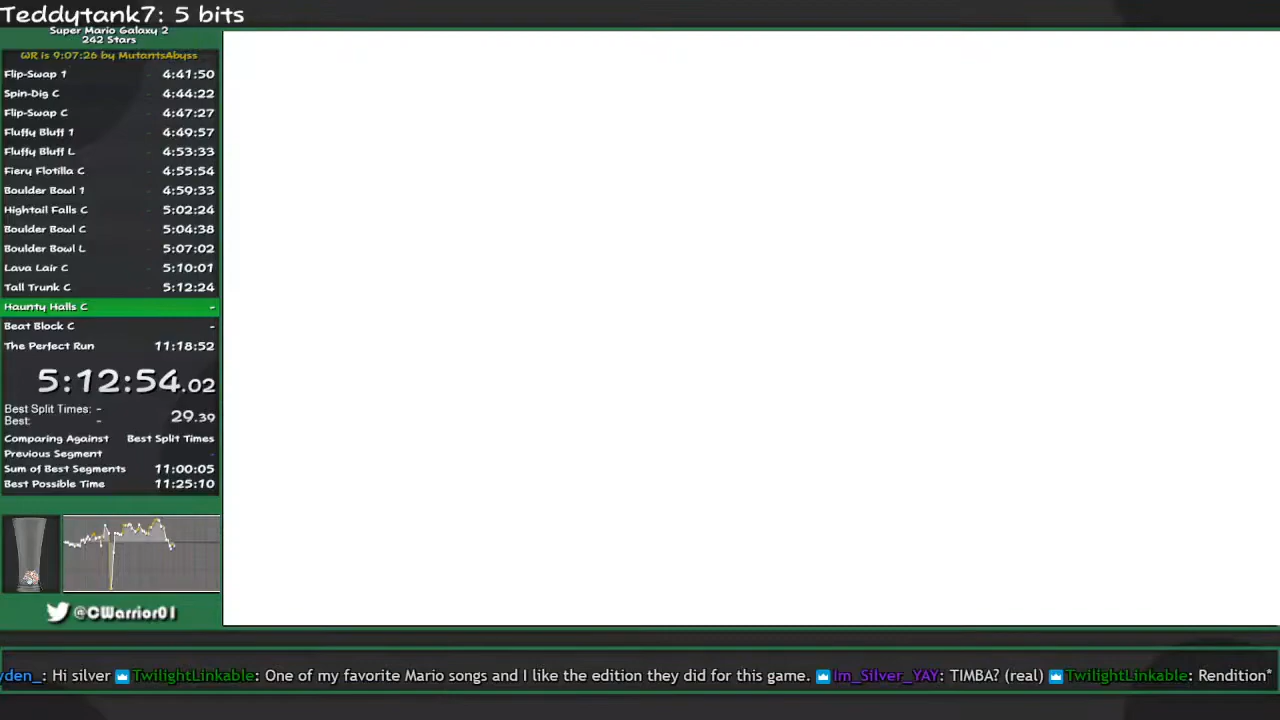 Teddytank7: 5 bits
Super Mario Galaxy 2
242 Stars
WR is 9:07:26 by MutantsAbyss
Flip-Swap 1 - 4:41:50
Spin-Dig C - 4:44:22
Flip-Swap C - 4:47:27
Fluffy Bluff 1 - 4:49:57
Fluffy Bluff L - 4:53:33
Fiery Flotilla C - 4:55:54
Boulder Bowl 1 - 4:59:33
Hightail Falls C - 5:02:24
Boulder Bowl C - 5:04:38
Boulder Bowl L - 5:07:02
Lava Lair C - 5:10:01
Tall Trunk C - 5:12:24
Haunty Halls C -
Beat Block C -
The Perfect Run 11:18:52
5:12:54.02
Best Split Times: -
Best: - 29.39
Comparing Against Best Split Times
Previous Segment -
Sum of Best Segments 11:00:05
Best Possible Time 11:25:10
@CWarrior01
yden_: Hi silver TwilightLinkable: One of my favorite Mario songs and I like the edition they did for this game. Im_Silver_YAY: TIMBA? (real) TwilightLinkable: Rendition*